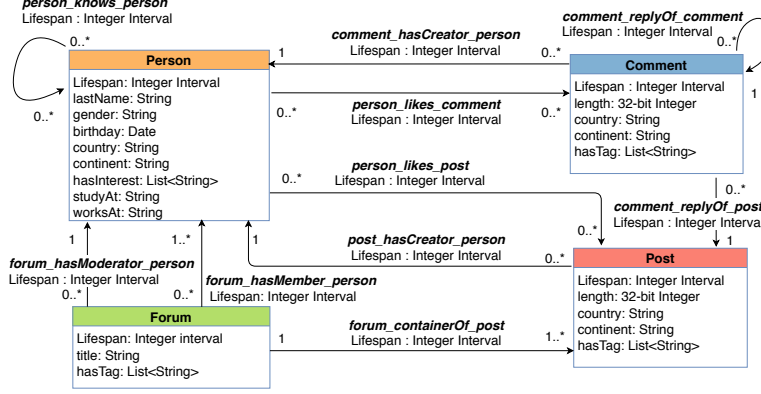 person_knows_person
Lifespan : Integer Interval
0..*
0..*
Person
Lifespan: Integer Interval
lastName: String
gender: String
birthday: Date
country: String
continent: String
hasInterest: List<String>
studyAt: String
worksAt: String
comment_hasCreator_person
Lifespan : Integer Interval
1
0..*
person_likes_comment
Lifespan : Integer Interval
0..*
0..*
comment_replyOf_comment
Lifespan : Integer Interval
0..*
1
Comment
Lifespan : Integer Interval
length: 32-bit Integer
country: String
continent: String
hasTag: List<String>
person_likes_post
Lifespan : Integer Interval
0..*
0..*
comment_replyOf_post
Lifespan : Integer Interva
0..*
1
post_hasCreator_person
Lifespan : Integer Interval
1
0..*
forum_hasModerator_person
Lifespan : Integer Interval
1
0..*
forum_hasMember_person
Lifespan: Integer Interval
1..*
0..*
Post
Lifespan: Integer Interval
length: 32-bit Integer
country: String
continent: String
hasTag: List<String>
Forum
Lifespan: Integer interval
title: String
hasTag: List<String>
forum_containerOf_post
Lifespan : Integer Interval
1
1..*